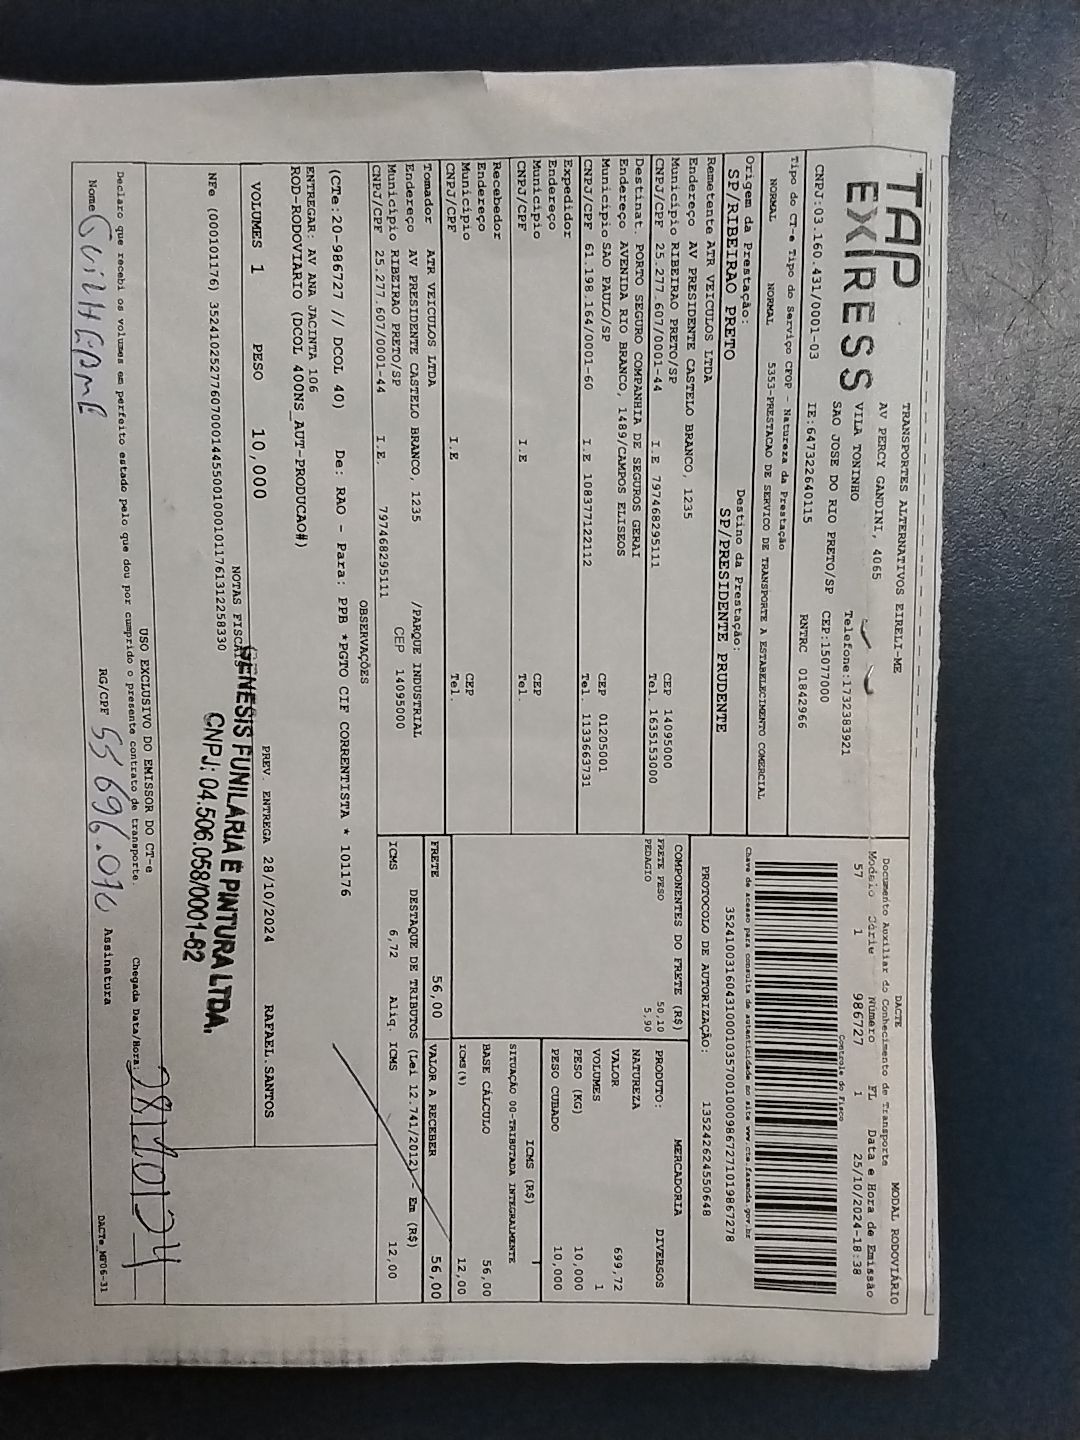 TAP
EXPRESS
TRANSPORTES ALTERNATIVOS EIRELI-ME
AV PERCY GANDINI, 4065
VILA TONINHO
Telefone:1732383921
SAO JOSE DO RIO PRETO/SP
CEP:15077000
CNPJ:03.160.431/0001-03
IE:647322640115
RNTRC 01842966
Tipo do CT-e Tipo do Serviço CFOP - Natureza da Prestação
NORMAL NORMAL 5353-PRESTACAO DE SERVICO DE TRANSPORTE A ESTABELECIMENTO COMERCIAL
Origem da Prestação: Destino da Prestação:
SP/RIBEIRAO PRETO SP/PRESIDENTE PRUDENTE
Remetente ATR VEICULOS LTDA
Endereço AV PRESIDENTE CASTELO BRANCO, 1235
Município RIBEIRAO PRETO/SP CEP 14095000
CNPJ/CPF 25.277.607/0001-44 I.E 797468295111 Tel. 1635153000
Destinat. PORTO SEGURO COMPANHIA DE SEGUROS GERAI
Endereço AVENIDA RIO BRANCO, 1489/CAMPOS ELISEOS
Município SAO PAULO/SP CEP 01205001
CNPJ/CPF 61.198.164/0001-60 I.E 108377122112 Tel. 1133663731
Expedidor
Endereço
Município CEP
CNPJ/CPF I.E Tel.
Recebedor
Endereço
Município CEP
CNPJ/CPF I.E Tel.
Tomador ATR VEICULOS LTDA
Endereço AV PRESIDENTE CASTELO BRANCO, 1235 /PARQUE INDUSTRIAL
Município RIBEIRAO PRETO/SP CEP 14095000
CNPJ/CPF 25.277.607/0001-44 I.E. 797468295111
DACTE
Documento Auxiliar do Conhecimento de Transporte
MODAL RODOVIÁRIO
Modelo Série Número FL Data e Hora de Emissão
57 1 986727 1 25/10/2024-18:38
Controle do Fisco
Chave de acesso para consulta de autenticidade no site www.cte.fazenda.gov.br
35241003160431000103570010009867271019867278
PROTOCOLO DE AUTORIZAÇÃO: 135242624550648
COMPONENTES DO FRETE (R$)
FRETE PESO 50,10
PEDAGIO 5,90
MERCADORIA
PRODUTO: DIVERSOS
NATUREZA
VALOR 699,72
VOLUMES 1
PESO (KG) 10,000
PESO CUBADO 10,000
ICMS (R$)
SITUAÇÃO 00-TRIBUTADA INTEGRALMENTE
BASE CÁLCULO 56,00
ICMS(%) 12,00
FRETE 56,00 VALOR A RECEBER 56,00
DESTAQUE DE TRIBUTOS (Lei 12.741/2012) - Em (R$)
ICMS 6,72 Aliq. ICMS 12,00
OBSERVAÇÕES
(CTe:20-986727 // DCOL 40) De: RAO - Para: PPB *PGTO CIF CORRENTISTA * 101176
ENTREGAR: AV ANA JACINTA 106
ROD-RODOVIARIO (DCOL 400NS_AUT-PRODUCAO#)
VOLUMES 1 PESO 10,000 PREV. ENTREGA 28/10/2024 RAFAEL.SANTOS
NOTAS FISCAIS
NFe (000101176) 35241025277607000144550010001011761312258330
GENESIS FUNILARIA E PINTURA LTDA.
CNPJ: 04.506.058/0001-62
USO EXCLUSIVO DO EMISSOR DO CT-e
Declaro que recebi os volumes em perfeito estado pelo que dou por cumprido o presente contrato de transporte.
Chegada Data/Hora: 28/10/24
Nome GUILHERME RG/CPF 55696.010 Assinatura
DACTe_MF06-31